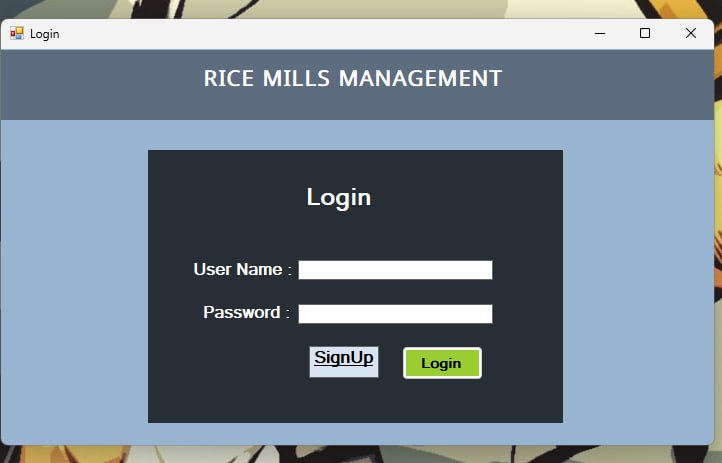 Login
RICE MILLS MANAGEMENT
Login
User Name :
Password :
SignUp Login